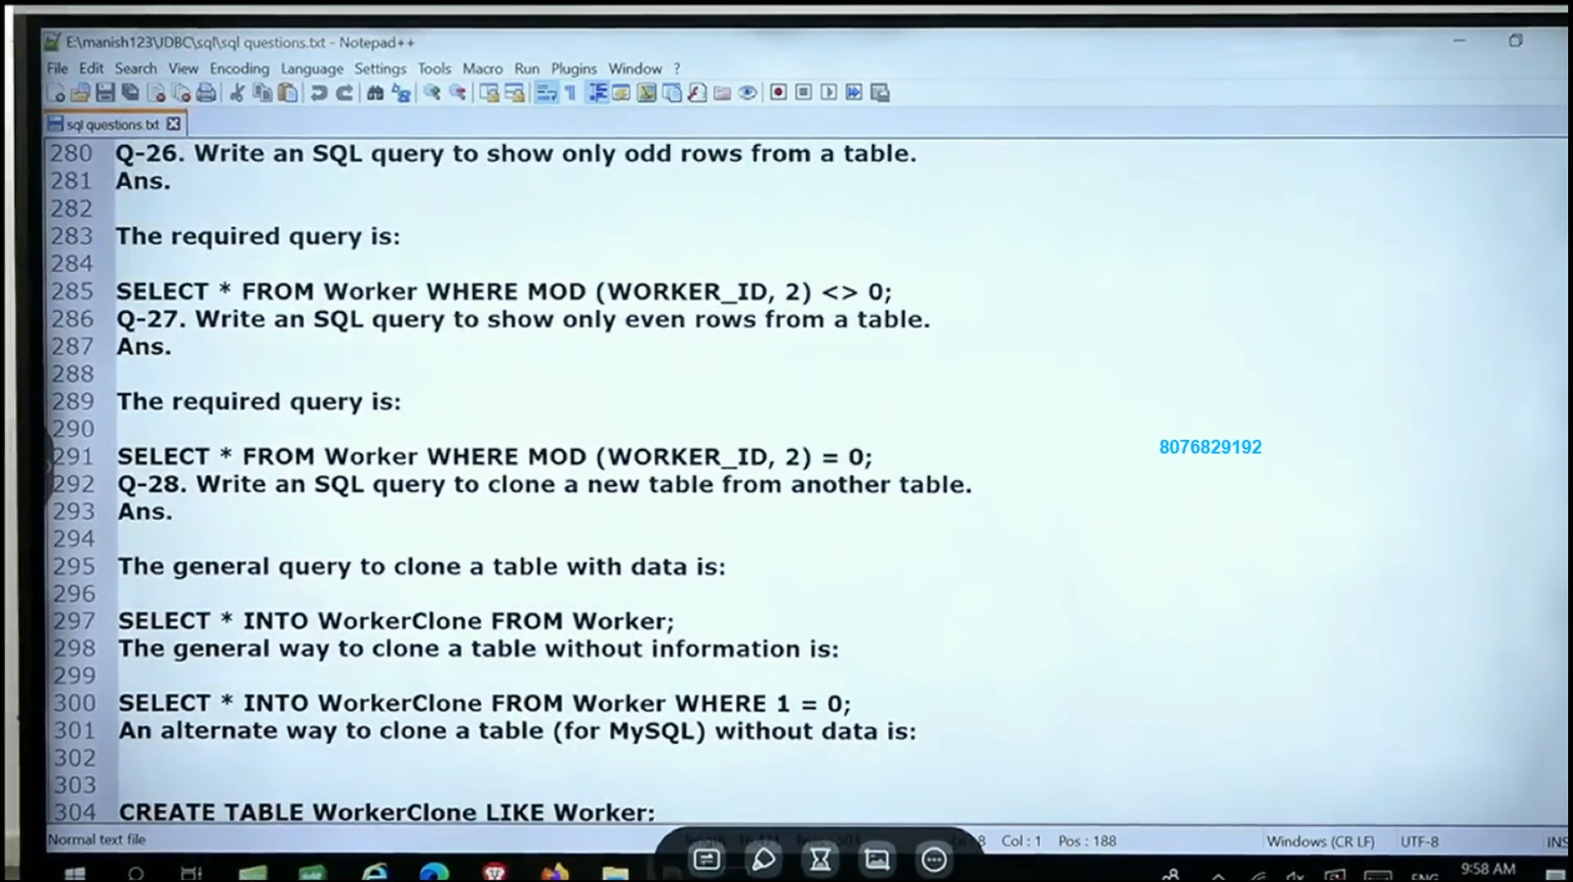 E:\manish123\JDBC\sql\sql questions.txt - Notepad++
File Edit Search View Encoding Language Settings Tools Macro Run Plugins Window ?
sql questions.txt
280 Q-26. Write an SQL query to show only odd rows from a table.
281 Ans.
282
283 The required query is:
284
285 SELECT * FROM Worker WHERE MOD (WORKER_ID, 2) <> 0;
286 Q-27. Write an SQL query to show only even rows from a table.
287 Ans.
288
289 The required query is:
290
291 SELECT * FROM Worker WHERE MOD (WORKER_ID, 2) = 0;
8076829192
292 Q-28. Write an SQL query to clone a new table from another table.
293 Ans.
294
295 The general query to clone a table with data is:
296
297 SELECT * INTO WorkerClone FROM Worker;
298 The general way to clone a table without information is:
299
300 SELECT * INTO WorkerClone FROM Worker WHERE 1 = 0;
301 An alternate way to clone a table (for MySQL) without data is:
302
303
304 CREATE TABLE WorkerClone LIKE Worker;
Normal text file Col : 1 Pos : 188 Windows (CR LF) UTF-8 INS
ENG 9:58 AM